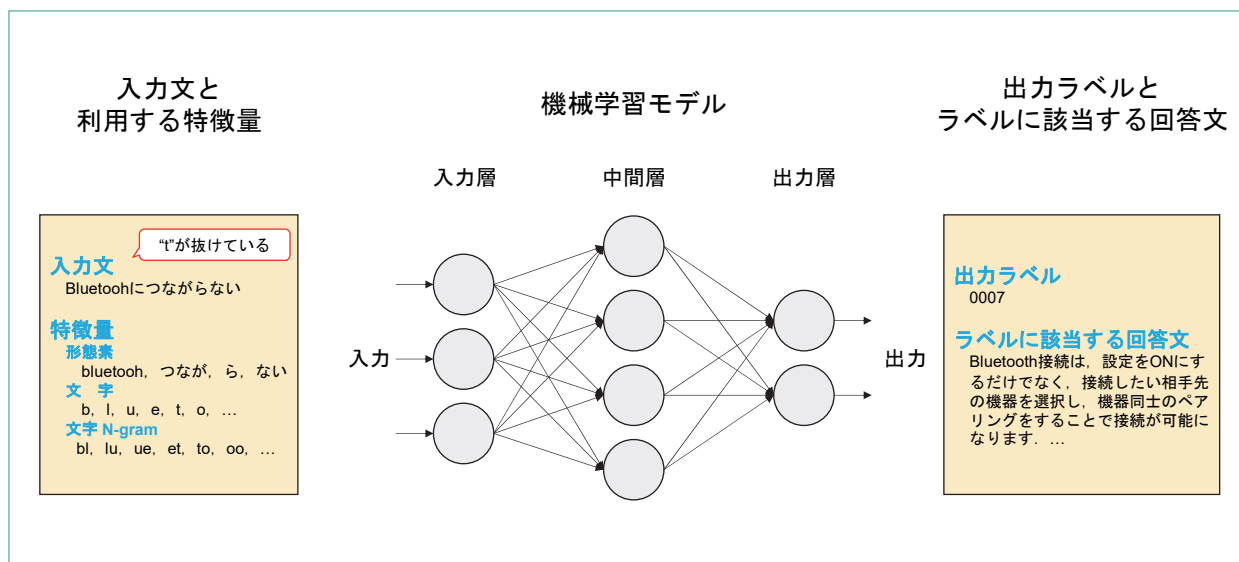 入力文と
利用する特徴量
機械学習モデル
出力ラベルと
ラベルに該当する回答文
入力層
中間層
出力層
“t”が抜けている
入力文
Bluetoohにつながらない
特徴量
形態素
bluetooh, つなが, ら, ない
文 字
b, l, u, e, t, o, …
文字 N-gram
bl, lu, ue, et, to, oo, …
入力
出力
出力ラベル
0007
ラベルに該当する回答文
Bluetooth接続は，設定をONにす
るだけでなく，接続したい相手先
の機器を選択し，機器同士のペア
リングをすることで接続が可能に
なります．…